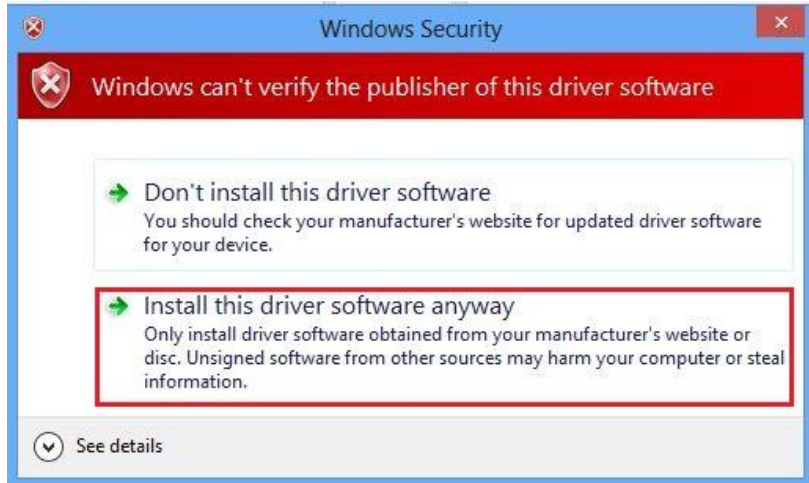 Windows Security
Windows can't verify the publisher of this driver software
Don't install this driver software
You should check your manufacturer's website for updated driver software
for your device.
Install this driver software anyway
Only install driver software obtained from your manufacturer's website or
disc. Unsigned software from other sources may harm your computer or steal
information.
See details